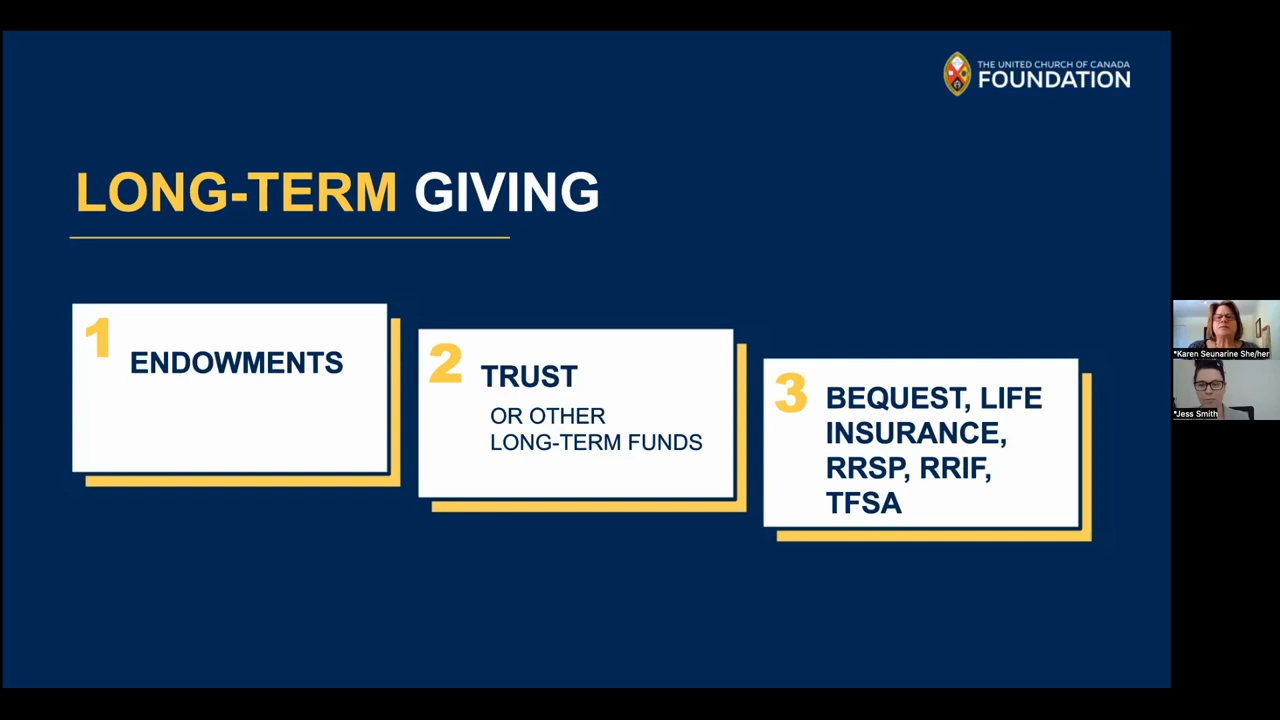 THE UNITED CHURCH OF CANADA
FOUNDATION
LONG-TERM GIVING
1
ENDOWMENTS
2
TRUST
OR OTHER
LONG-TERM FUNDS
3
BEQUEST, LIFE
INSURANCE,
RRSP, RRIF,
TFSA
*Karen Seunarine She/her
*Jess Smith